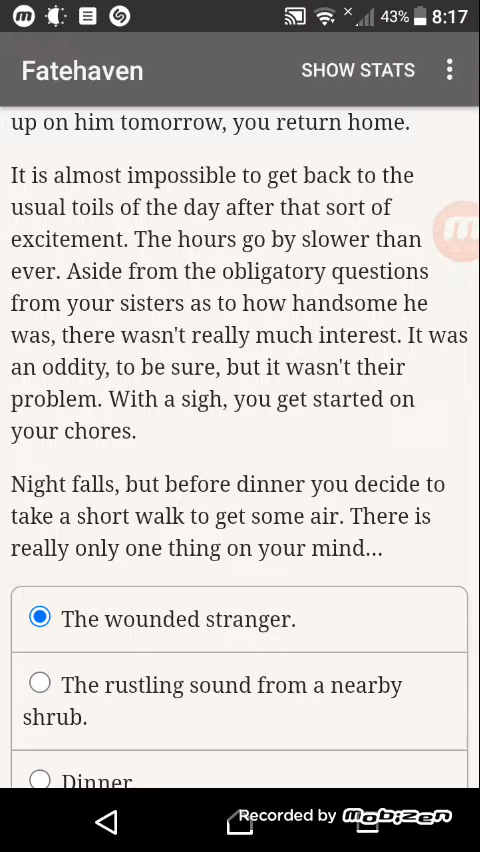 43% 8:17
Fatehaven SHOW STATS
up on him tomorrow, you return home.
It is almost impossible to get back to the
usual toils of the day after that sort of
excitement. The hours go by slower than
ever. Aside from the obligatory questions
from your sisters as to how handsome he
was, there wasn't really much interest. It was
an oddity, to be sure, but it wasn't their
problem. With a sigh, you get started on
your chores.
Night falls, but before dinner you decide to
take a short walk to get some air. There is
really only one thing on your mind...
The wounded stranger.
The rustling sound from a nearby
shrub.
Dinner.
Recorded by mobizen